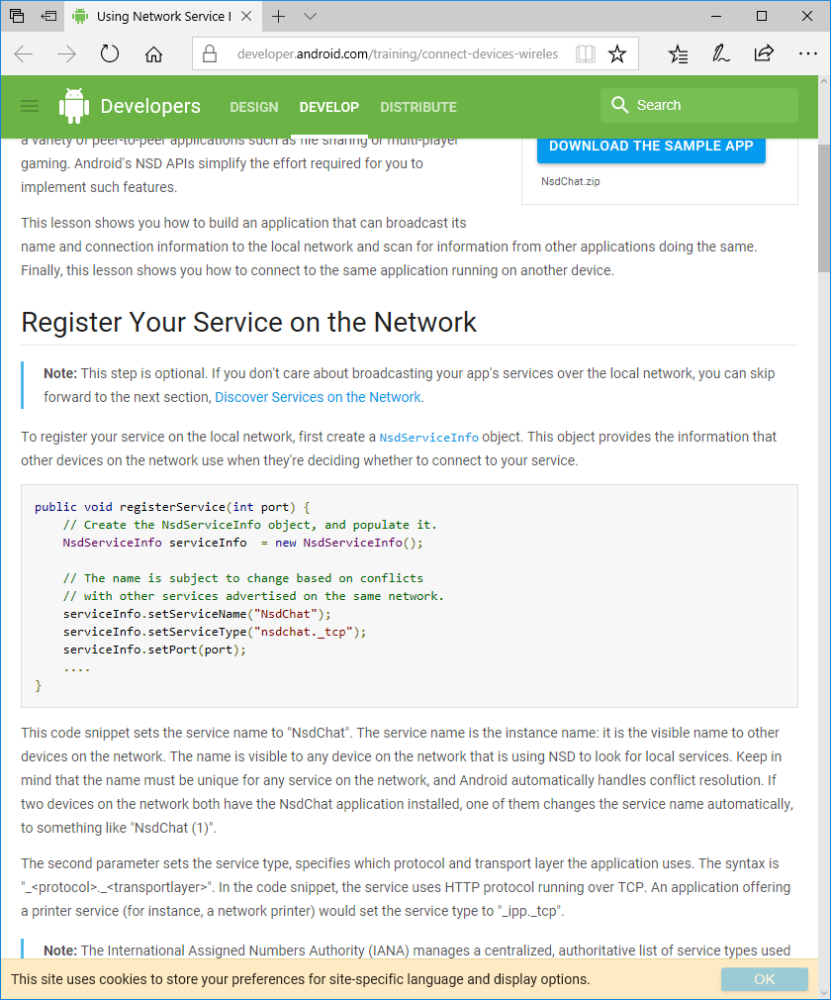 Using Network Service D
developer.android.com/training/connect-devices-wireles
Developers
DESIGN
DEVELOP
DISTRIBUTE
Search
a variety of peer-to-peer applications such as file sharing or multi-player
gaming. Android's NSD APIs simplify the effort required for you to
implement such features.
DOWNLOAD THE SAMPLE APP
NsdChat.zip
This lesson shows you how to build an application that can broadcast its
name and connection information to the local network and scan for information from other applications doing the same.
Finally, this lesson shows you how to connect to the same application running on another device.
Register Your Service on the Network
Note: This step is optional. If you don't care about broadcasting your app's services over the local network, you can skip
forward to the next section, Discover Services on the Network.
To register your service on the local network, first create a NsdServiceInfo object. This object provides the information that
other devices on the network use when they're deciding whether to connect to your service.
public void registerService(int port) {
    // Create the NsdServiceInfo object, and populate it.
    NsdServiceInfo serviceInfo  = new NsdServiceInfo();
    // The name is subject to change based on conflicts
    // with other services advertised on the same network.
    serviceInfo.setServiceName("NsdChat");
    serviceInfo.setServiceType("nsdchat._tcp");
    serviceInfo.setPort(port);
    ....
}
This code snippet sets the service name to "NsdChat". The service name is the instance name: it is the visible name to other
devices on the network. The name is visible to any device on the network that is using NSD to look for local services. Keep in
mind that the name must be unique for any service on the network, and Android automatically handles conflict resolution. If
two devices on the network both have the NsdChat application installed, one of them changes the service name automatically,
to something like "NsdChat (1)".
The second parameter sets the service type, specifies which protocol and transport layer the application uses. The syntax is
"_<protocol>._<transportlayer>". In the code snippet, the service uses HTTP protocol running over TCP. An application offering
a printer service (for instance, a network printer) would set the service type to "_ipp._tcp".
Note: The International Assigned Numbers Authority (IANA) manages a centralized, authoritative list of service types used
This site uses cookies to store your preferences for site-specific language and display options.
OK